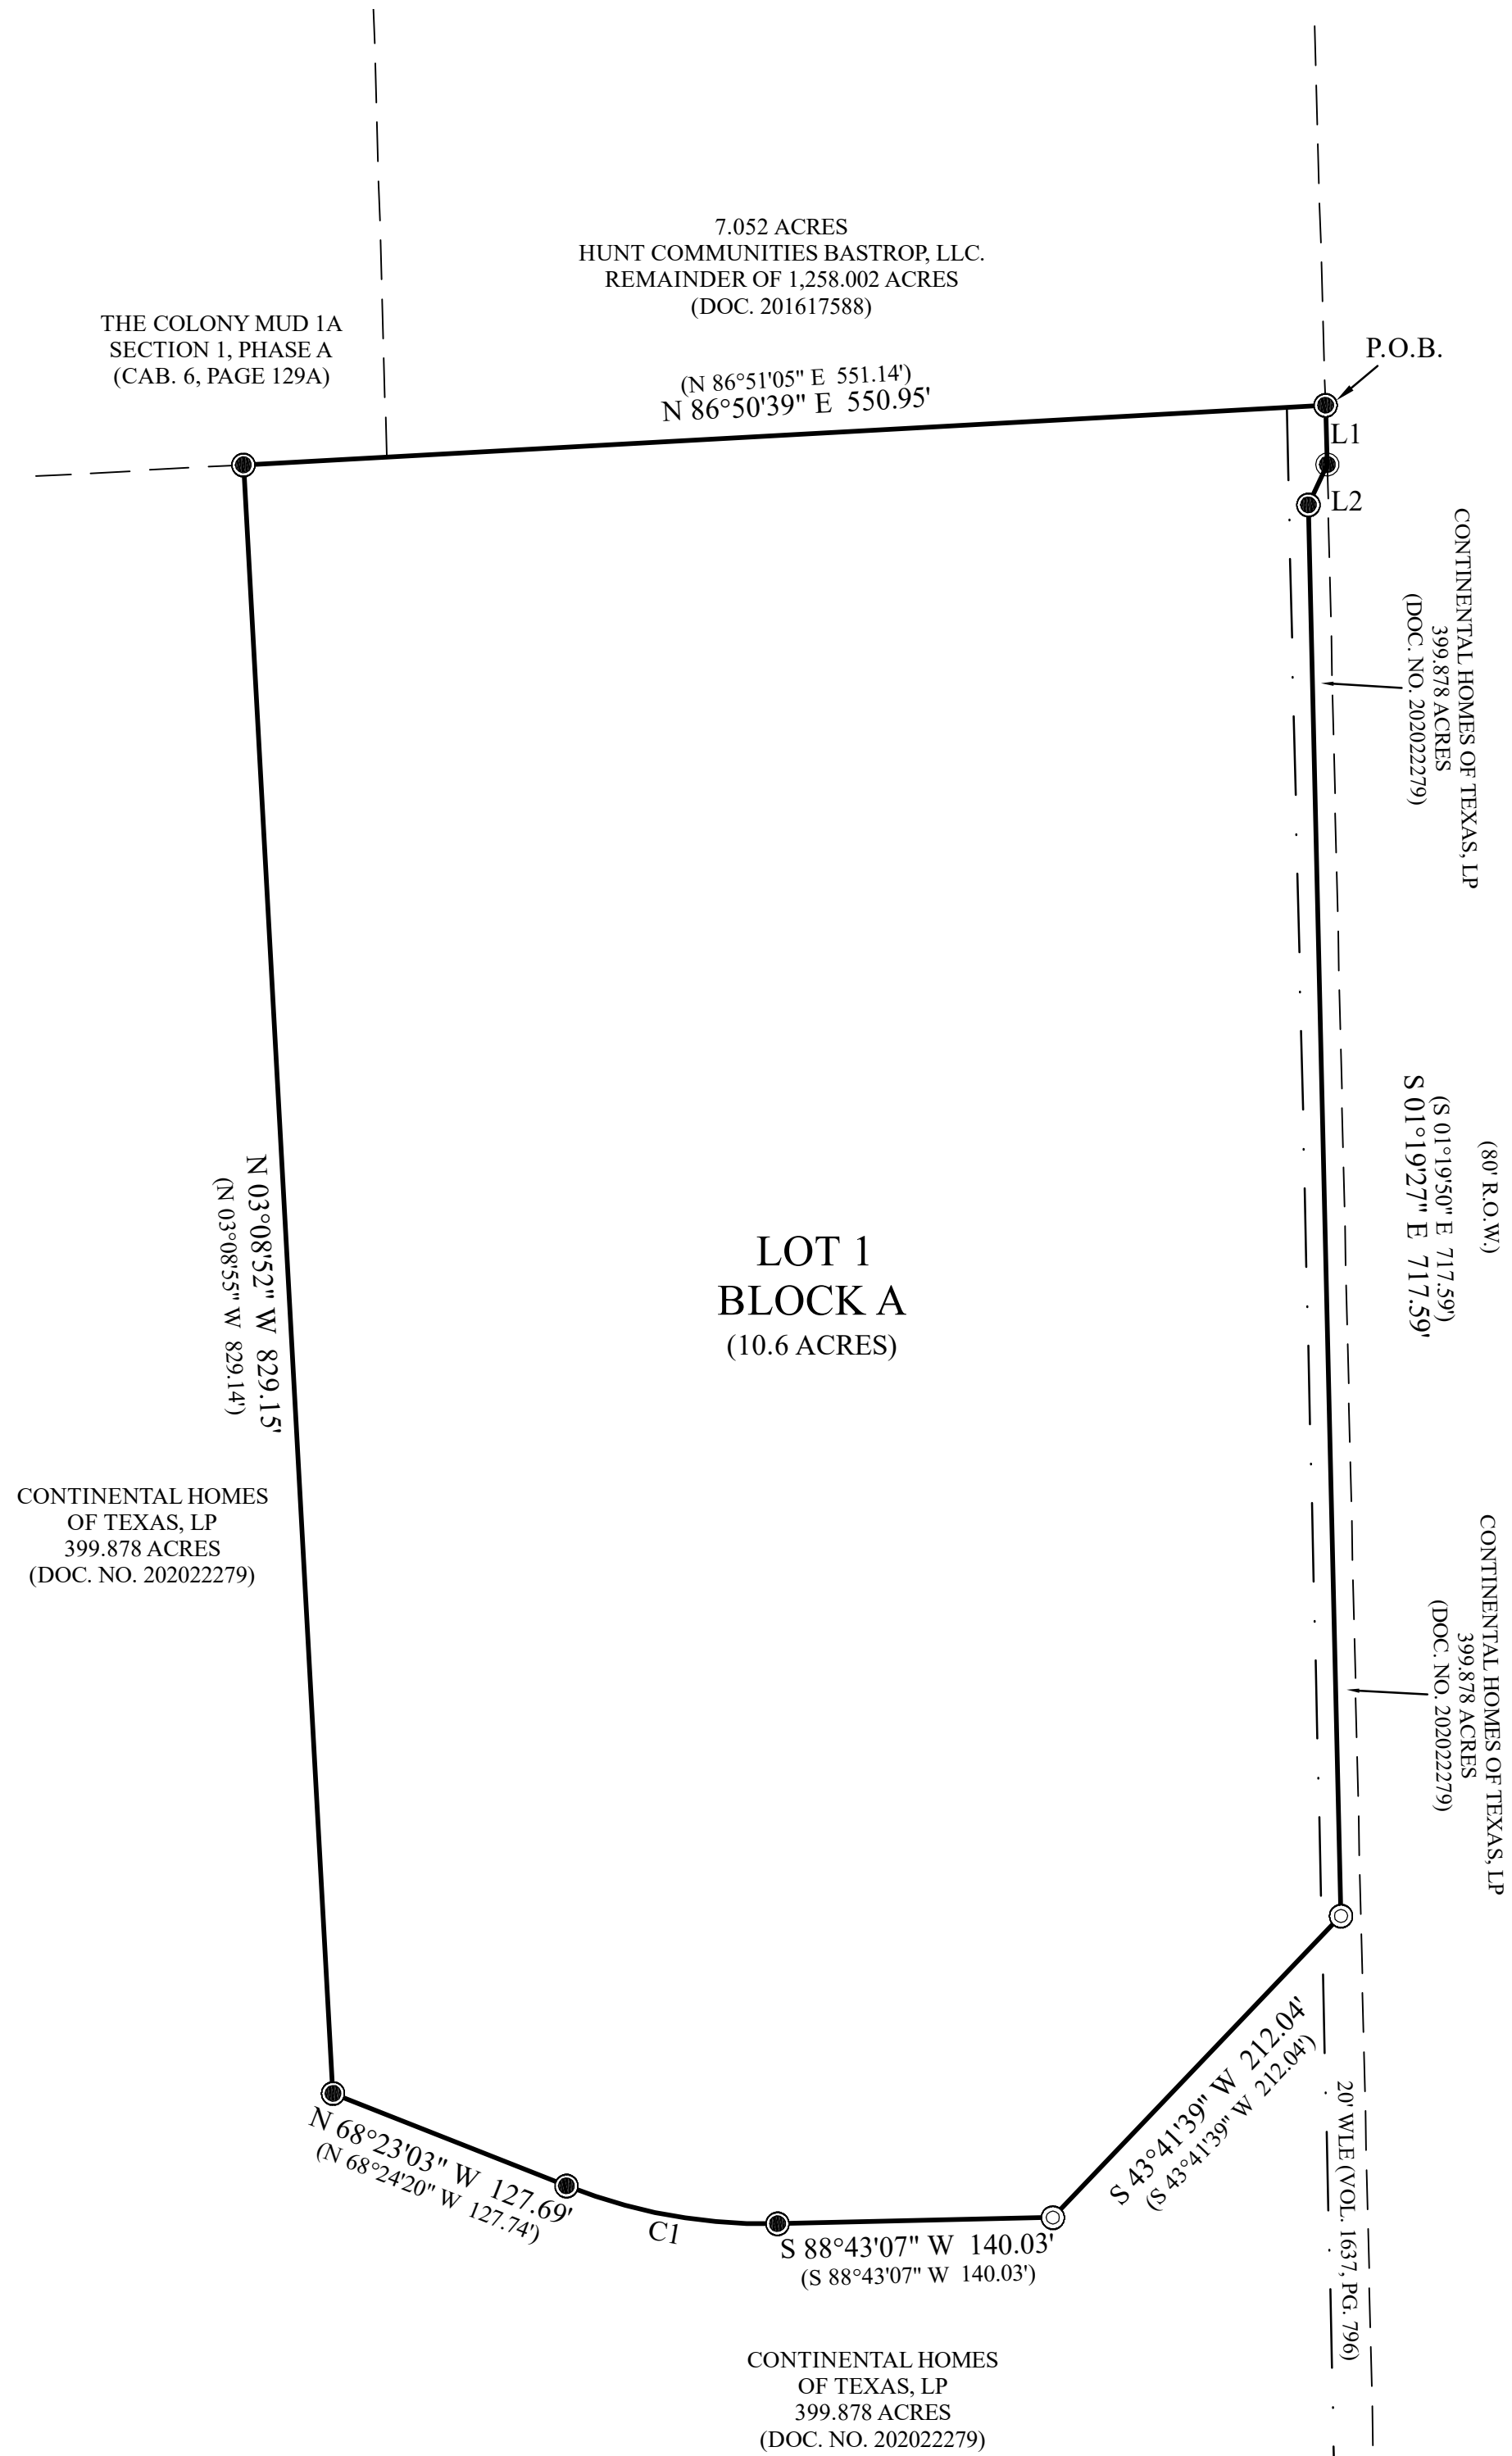 7.052 ACRES
HUNT COMMUNITIES BASTROP, LLC.
REMAINDER OF 1,258.002 ACRES
(DOC. 201617588)
THE COLONY MUD 1A
SECTION 1, PHASE A
(CAB. 6, PAGE 129A)
P.O.B.
(N 86°51'05" E 551.14')
N 86°50'39" E 550.95'
L1
L2
CONTINENTAL HOMES OF TEXAS, LP
399.878 ACRES
(DOC. NO. 202022279)
(80' R.O.W.)
(S 01°19'50" E 717.59')
S 01°19'27" E 717.59'
N 03°08'52" W 829.15'
(N 03°08'55" W 829.14')
LOT 1
BLOCK A
(10.6 ACRES)
CONTINENTAL HOMES
OF TEXAS, LP
399.878 ACRES
(DOC. NO. 202022279)
CONTINENTAL HOMES OF TEXAS, LP
399.878 ACRES
(DOC. NO. 202022279)
S 43°41'39" W 212.04'
(S 43°41'39" W 212.04')
20' WLE (VOL. 1637, PG. 796)
N 68°23'03" W 127.69'
(N 68°24'20" W 127.74')
C1
S 88°43'07" W 140.03'
(S 88°43'07" W 140.03')
CONTINENTAL HOMES
OF TEXAS, LP
399.878 ACRES
(DOC. NO. 202022279)